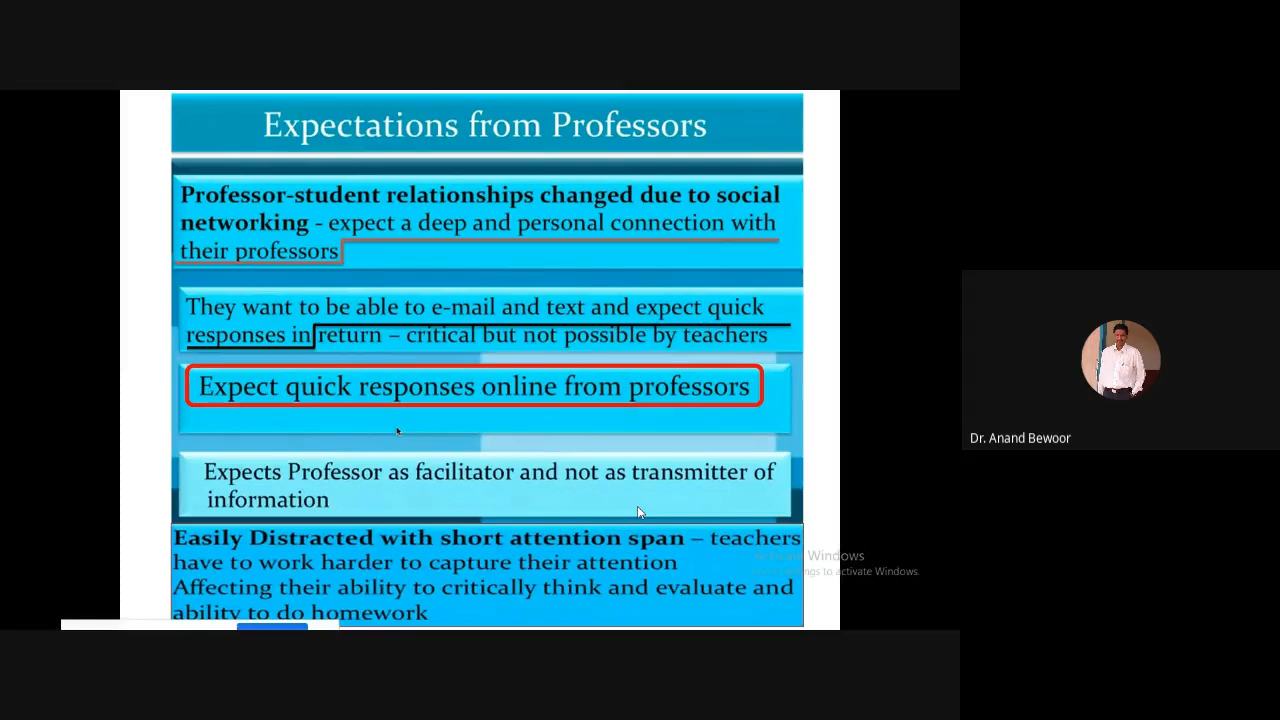 Expectations from Professors
Professor-student relationships changed due to social
networking - expect a deep and personal connection with
their professors
They want to be able to e-mail and text and expect quick
responses in return – critical but not possible by teachers
Expect quick responses online from professors
Expects Professor as facilitator and not as transmitter of
information
Easily Distracted with short attention span – teachers
have to work harder to capture their attention
Affecting their ability to critically think and evaluate and
ability to do homework
Windows
to activate Windows.
Dr. Anand Bewoor